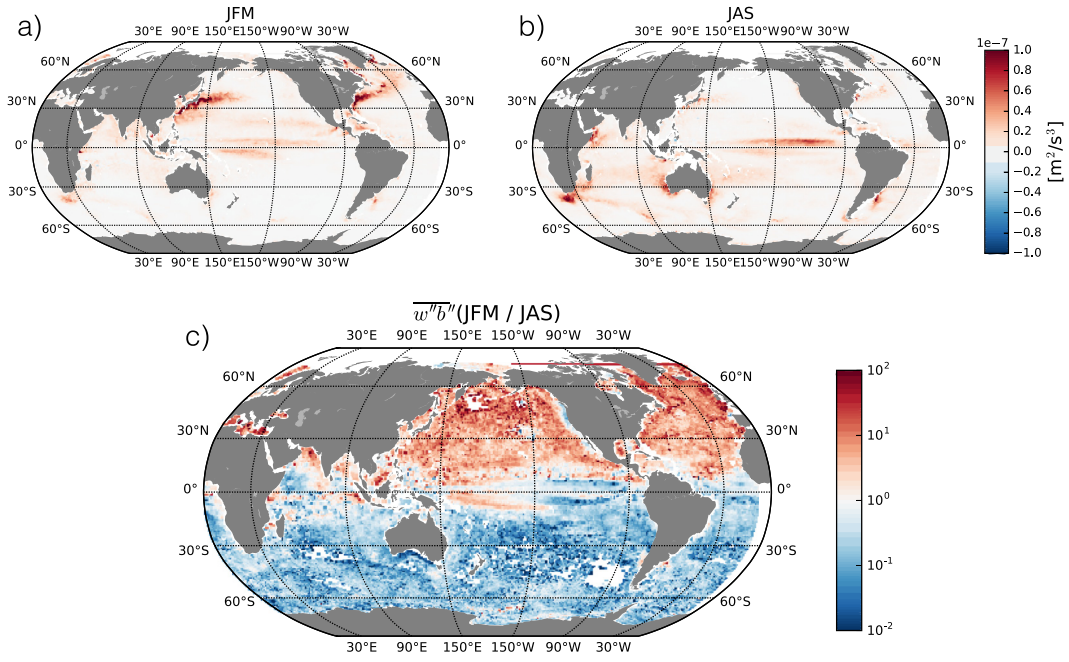 a)
JFM
30°E 90°E 150°E 150°W 90°W 30°W
60°N
60°N
30°N
30°N
0°
0°
30°S
30°S
60°S
60°S
30°E 90°E 150°E 150°W 90°W 30°W
b)
JAS
30°E 90°E 150°E 150°W 90°W 30°W
60°N
60°N
30°N
30°N
0°
0°
30°S
30°S
60°S
60°S
30°E 90°E 150°E 150°W 90°W 30°W
1e−7
1.0
0.8
0.6
0.4
0.2
0.0
−0.2
−0.4
−0.6
−0.8
−1.0
[m²/s³]
c)
w″b″(JFM / JAS)
30°E 90°E 150°E 150°W 90°W 30°W
60°N
60°N
30°N
30°N
0°
0°
30°S
30°S
60°S
60°S
30°E 90°E 150°E 150°W 90°W 30°W
10²
10¹
10⁰
10⁻¹
10⁻²